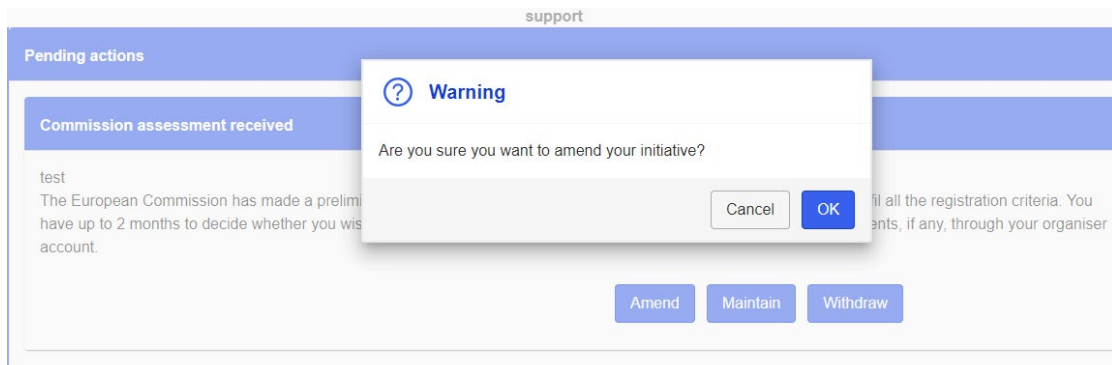 support
Pending actions
Warning
Commission assessment received
Are you sure you want to amend your initiative?
test
The European Commission has made a prelimi
fil all the registration criteria. You
Cancel
OK
have up to 2 months to decide whether you wis
ents, if any, through your organiser
account.
Amend
Maintain
Withdraw